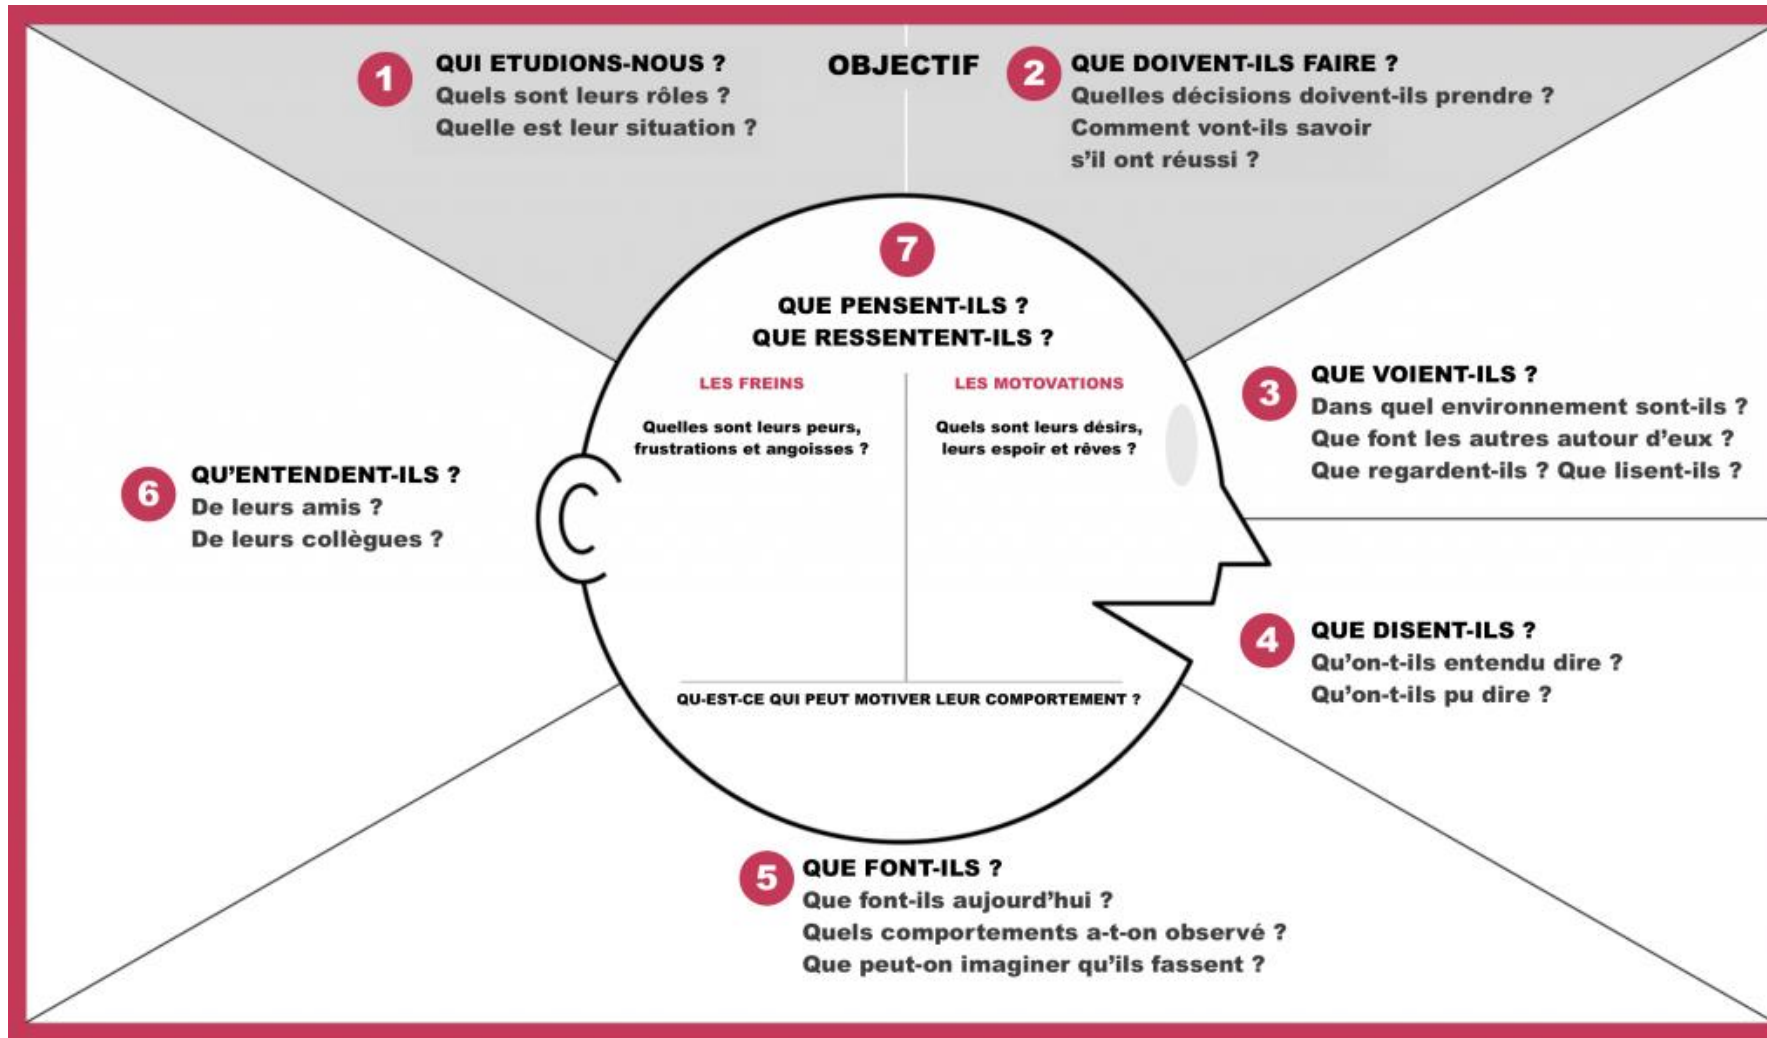 1
QUI ETUDIONS-NOUS ?
Quels sont leurs rôles ?
Quelle est leur situation ?
OBJECTIF
2
QUE DOIVENT-ILS FAIRE ?
Quelles décisions doivent-ils prendre ?
Comment vont-ils savoir
s'il ont réussi ?
3
QUE VOIENT-ILS ?
Dans quel environnement sont-ils ?
Que font les autres autour d'eux ?
Que regardent-ils ? Que lisent-ils ?
4
QUE DISENT-ILS ?
Qu'on-t-ils entendu dire ?
Qu'on-t-ils pu dire ?
5
QUE FONT-ILS ?
Que font-ils aujourd'hui ?
Quels comportements a-t-on observé ?
Que peut-on imaginer qu'ils fassent ?
6
QU'ENTENDENT-ILS ?
De leurs amis ?
De leurs collègues ?
7
QUE PENSENT-ILS ?
QUE RESSENTENT-ILS ?
LES FREINS
Quelles sont leurs peurs,
frustrations et angoisses ?
LES MOTOVATIONS
Quels sont leurs désirs,
leurs espoir et rêves ?
QU-EST-CE QUI PEUT MOTIVER LEUR COMPORTEMENT ?